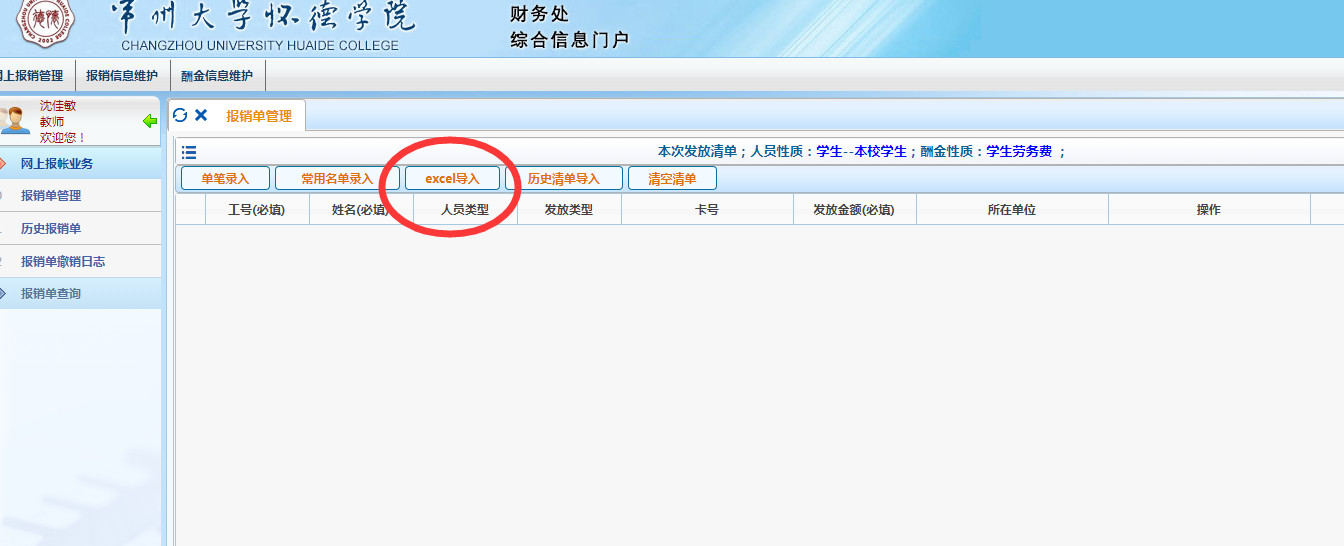 常州大学怀德学院
CHANGZHOU UNIVERSITY HUAIDE COLLEGE
财务处
综合信息门户
网上报销管理 报销信息维护 酬金信息维护
沈佳敏
教师
欢迎您！
报销单管理
网上报帐业务
报销单管理
历史报销单
报销单撤销日志
报销单查询
本次发放清单；人员性质：学生--本校学生；酬金性质：学生劳务费 ；
单笔录入 常用名单录入 excel导入 历史清单导入 清空清单
工号(必填) 姓名(必填) 人员类型 发放类型 卡号 发放金额(必填) 所在单位 操作